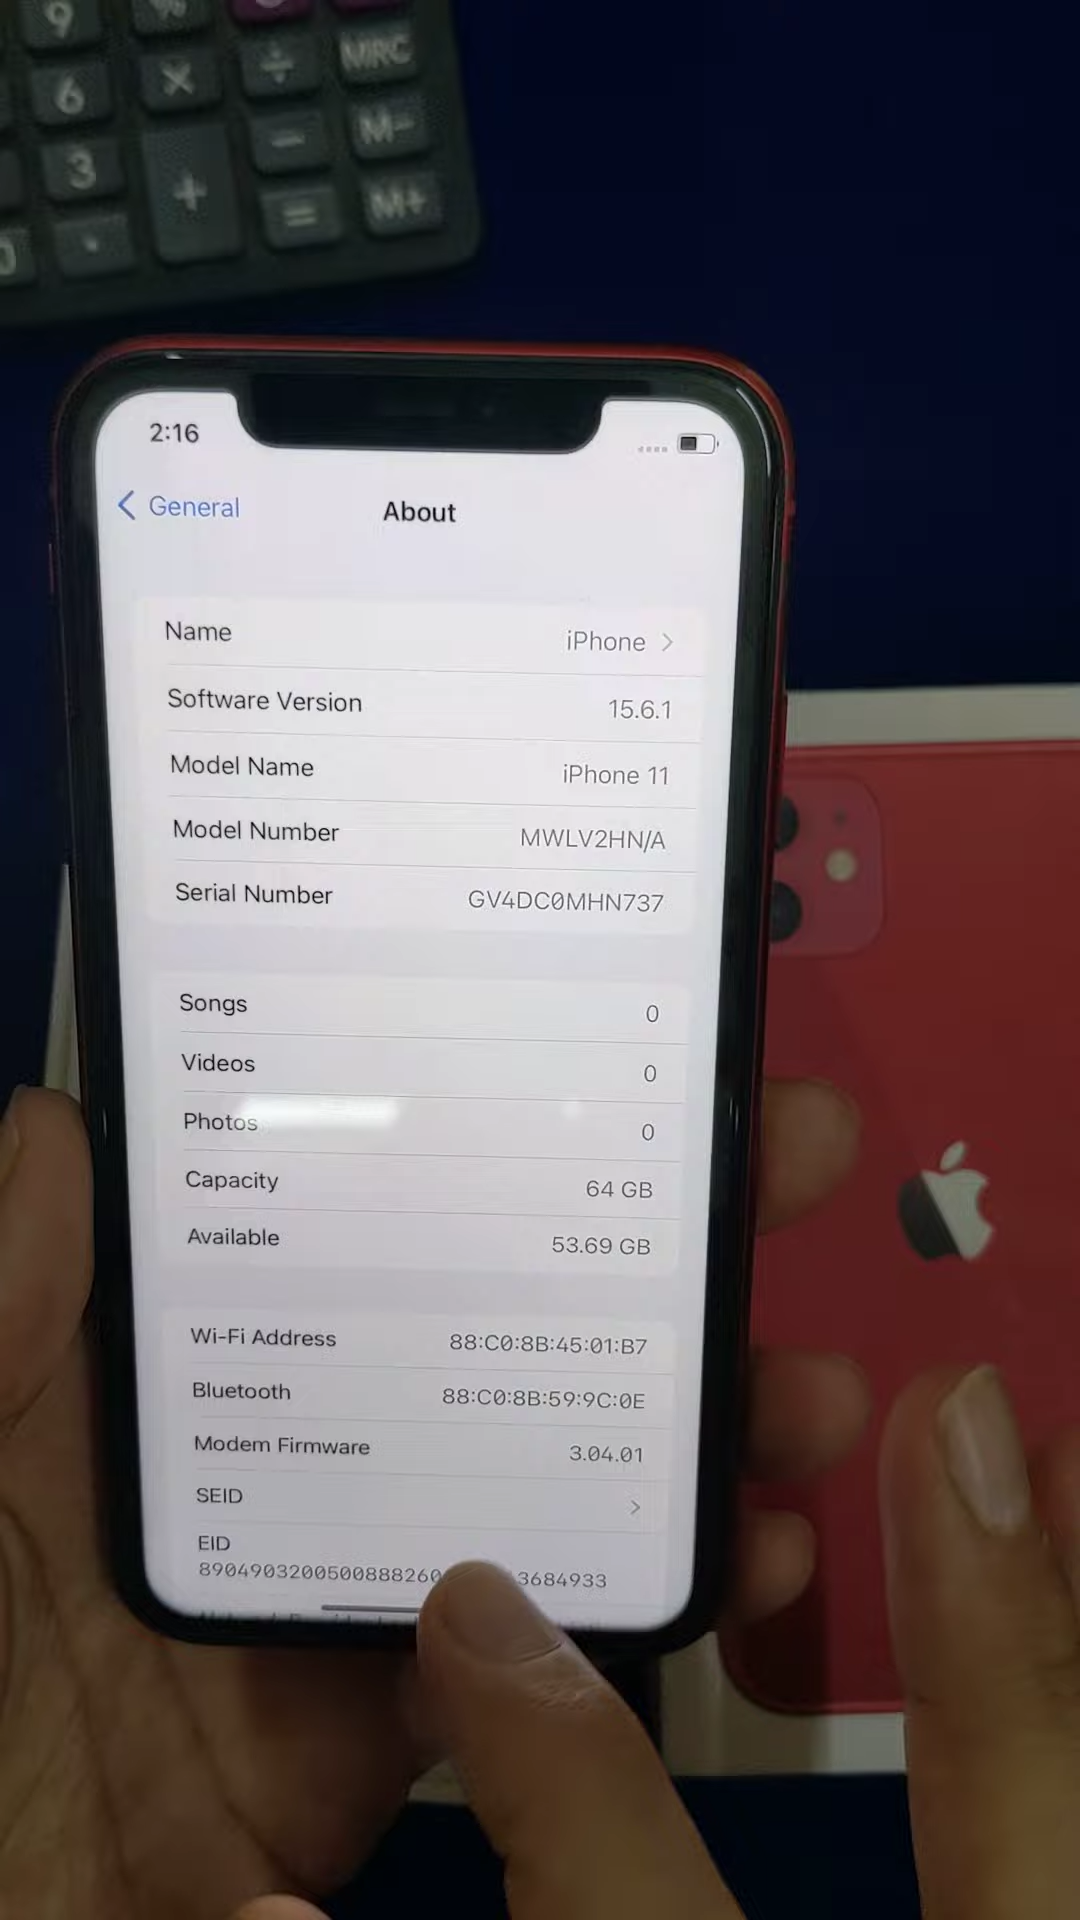 9 %
6 × ÷ MRC
3 + − M−
0 . = M+
2:16
General
About
Name iPhone
Software Version 15.6.1
Model Name iPhone 11
Model Number MWLV2HN/A
Serial Number GV4DC0MHN737
Songs 0
Videos 0
Photos 0
Capacity 64 GB
Available 53.69 GB
Wi-Fi Address 88:C0:8B:45:01:B7
Bluetooth 88:C0:8B:59:9C:0E
Modem Firmware 3.04.01
SEID
EID